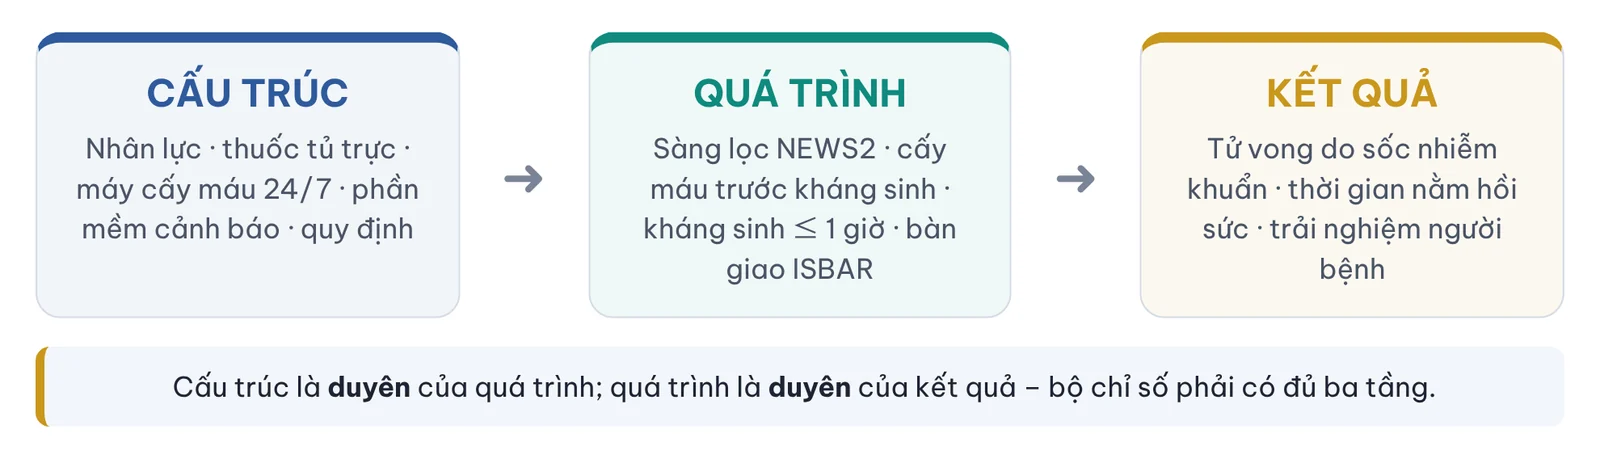 CẤU TRÚC
Nhân lực · thuốc tủ trực ·
máy cấy máu 24/7 · phần
mềm cảnh báo · quy định
QUÁ TRÌNH
Sàng lọc NEWS2 · cấy
máu trước kháng sinh ·
kháng sinh ≤ 1 giờ · bàn
giao ISBAR
KẾT QUẢ
Tử vong do sốc nhiễm
khuẩn · thời gian nằm hồi
sức · trải nghiệm người
bệnh
Cấu trúc là duyên của quá trình; quá trình là duyên của kết quả – bộ chỉ số phải có đủ ba tầng.